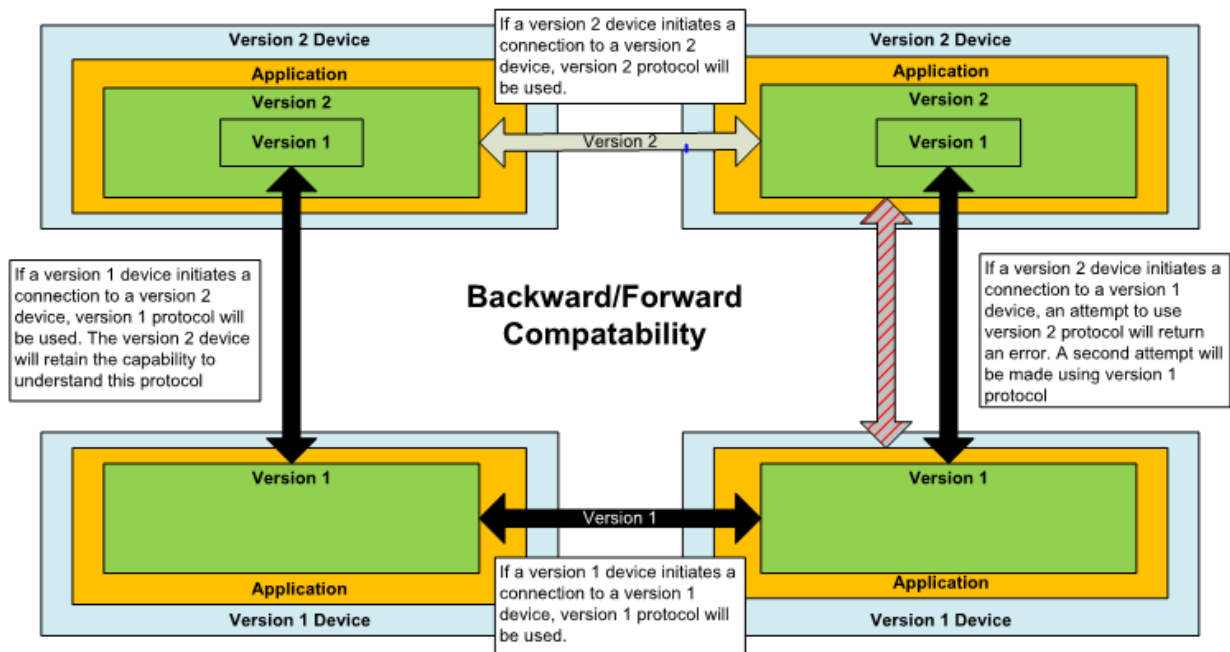 Version 2 Device
Application
Version 2
Version 1
If a version 2 device initiates a
connection to a version 2
device, version 2 protocol will
be used.
Version 2
Version 2 Device
Application
Version 2
Version 1
If a version 1 device initiates a
connection to a version 2
device, version 1 protocol will
be used. The version 2 device
will retain the capability to
understand this protocol
Backward/Forward
Compatability
If a version 2 device initiates a
connection to a version 1
device, an attempt to use
version 2 protocol will return
an error. A second attempt will
be made using version 1
protocol
Version 1
Application
Version 1 Device
Version 1
If a version 1 device initiates a
connection to a version 1
device, version 1 protocol will
be used.
Version 1
Application
Version 1 Device